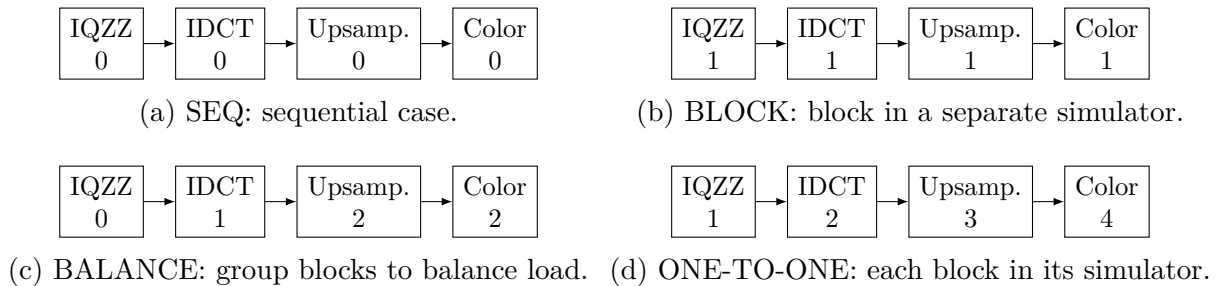 IQZZ
0
IDCT
0
Upsamp.
0
Color
0
(a) SEQ: sequential case.
IQZZ
1
IDCT
1
Upsamp.
1
Color
1
(b) BLOCK: block in a separate simulator.
IQZZ
0
IDCT
1
Upsamp.
2
Color
2
(c) BALANCE: group blocks to balance load.
IQZZ
1
IDCT
2
Upsamp.
3
Color
4
(d) ONE-TO-ONE: each block in its simulator.